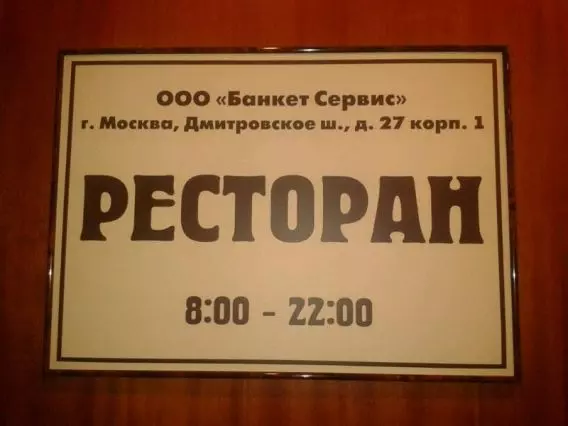 ООО «Банкет Сервис»
г. Москва, Дмитровское ш., д. 27 корп. 1
РЕСТОРАН
8:00 - 22:00